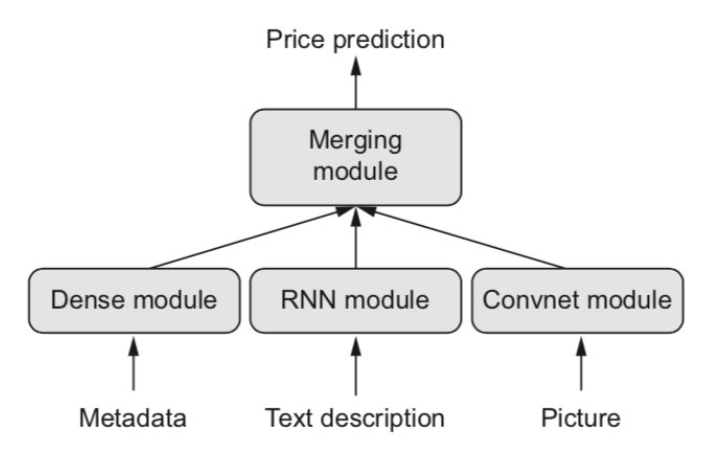 Price prediction
Merging
module
Dense module
RNN module
Convnet module
Metadata
Text description
Picture